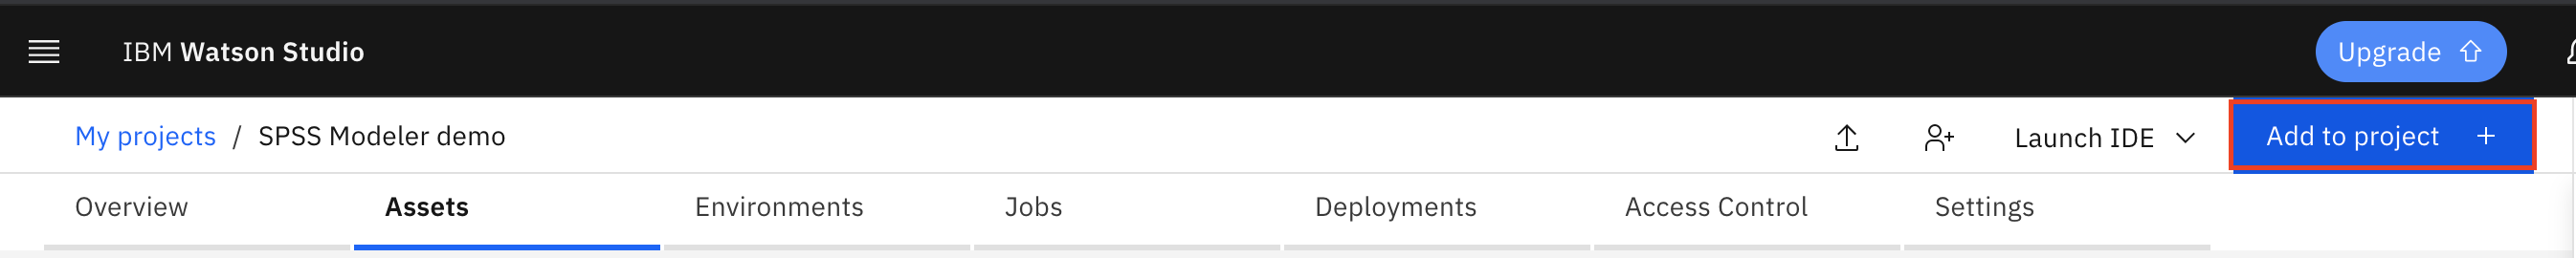 IBM Watson Studio Upgrade
My projects / SPSS Modeler demo Launch IDE Add to project +
Overview Assets Environments Jobs Deployments Access Control Settings